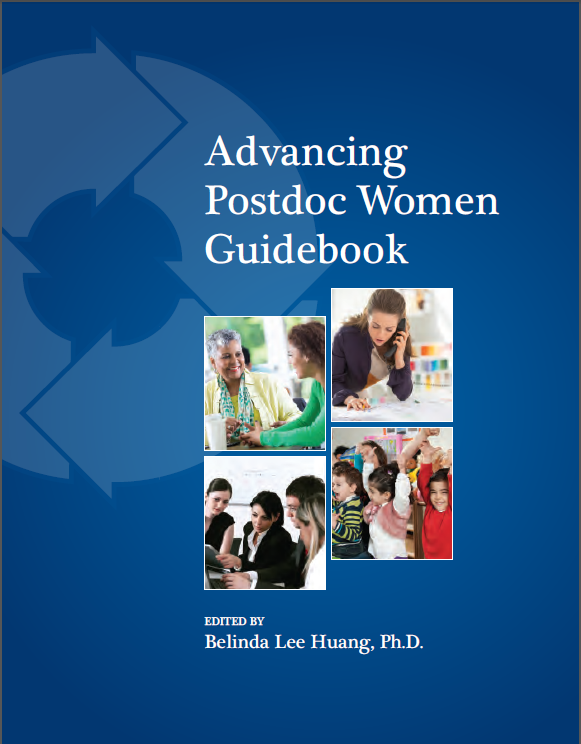 Advancing
Postdoc Women
Guidebook
EDITED BY
Belinda Lee Huang, Ph.D.